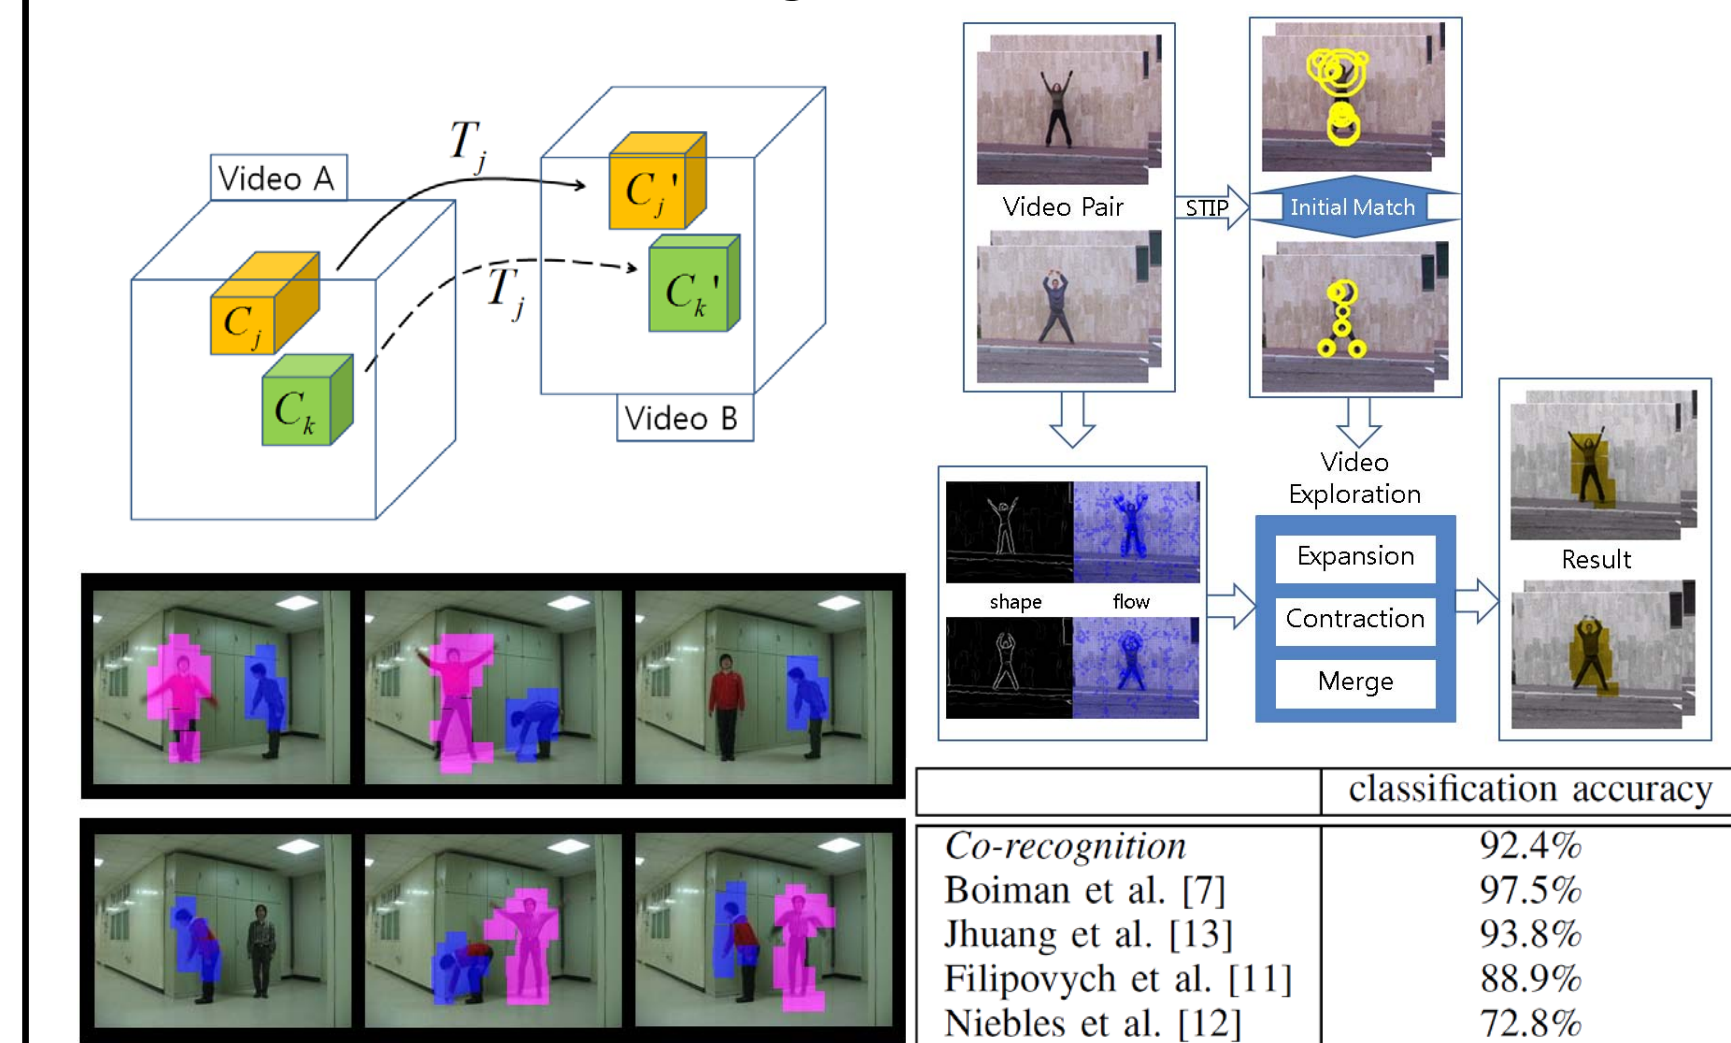 Video A
T_j
C_j'
C_k'
T_j
C_j
C_k
Video B
Video Pair
STIP
Initial Match
Video
Exploration
Expansion
Contraction
Merge
shape
flow
Result
classification accuracy
Co-recognition 92.4%
Boiman et al. [7] 97.5%
Jhuang et al. [13] 93.8%
Filipovych et al. [11] 88.9%
Niebles et al. [12] 72.8%